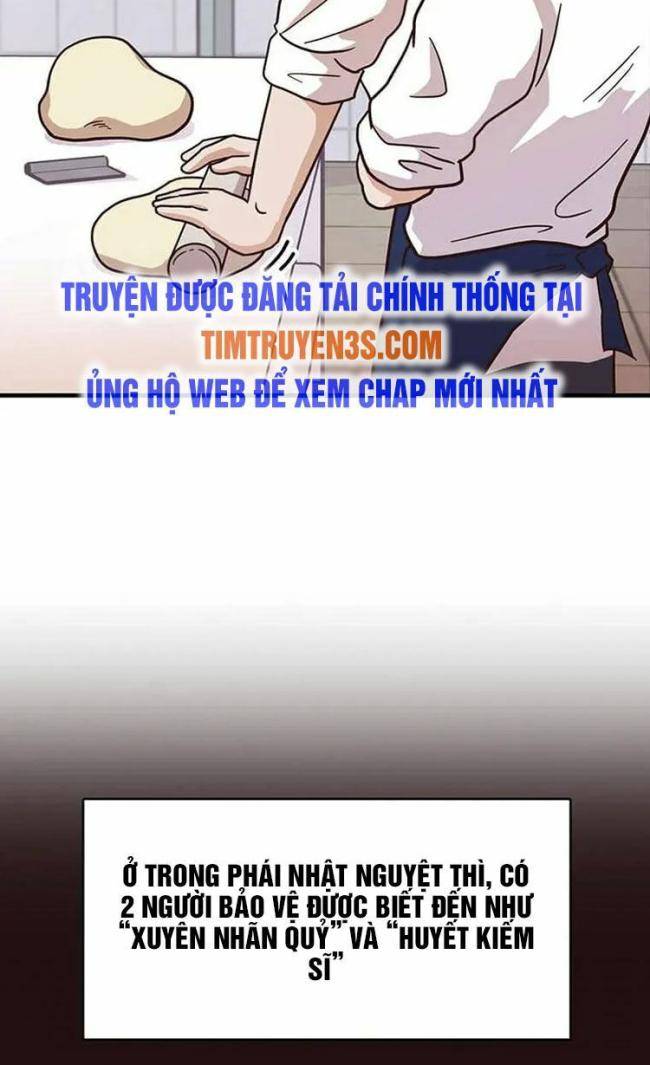 TRUYỆN ĐƯỢC ĐĂNG TẢI CHÍNH THỐNG TẠI
TIMTRUYEN3S.COM
ỦNG HỘ WEB ĐỂ XEM CHAP MỚI NHẤT
Ở TRONG PHÁI NHẬT NGUYỆT THÌ, CÓ
2 NGƯỜI BẢO VỆ ĐƯỢC BIẾT ĐẾN NHƯ
“XUYÊN NHÃN QUỶ” VÀ “HUYẾT KIẾM
SĨ”